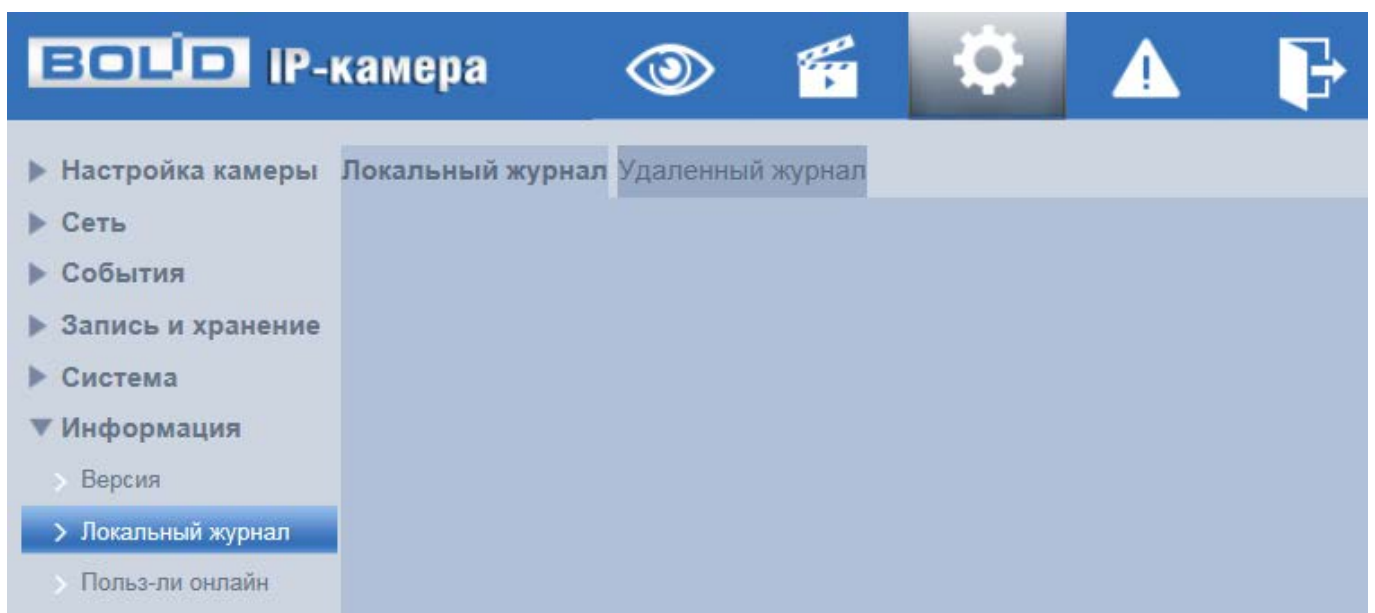 BOLID IP-камера
Настройка камеры
Локальный журнал
Удаленный журнал
Сеть
События
Запись и хранение
Система
Информация
Версия
Локальный журнал
Польз-ли онлайн